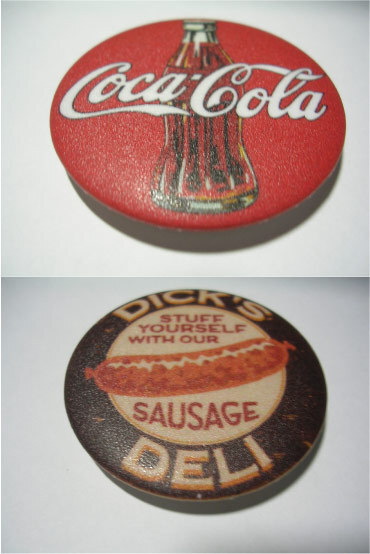 Coca-Cola
DICK'S
STUFF
YOURSELF
WITH OUR
SAUSAGE
DELI